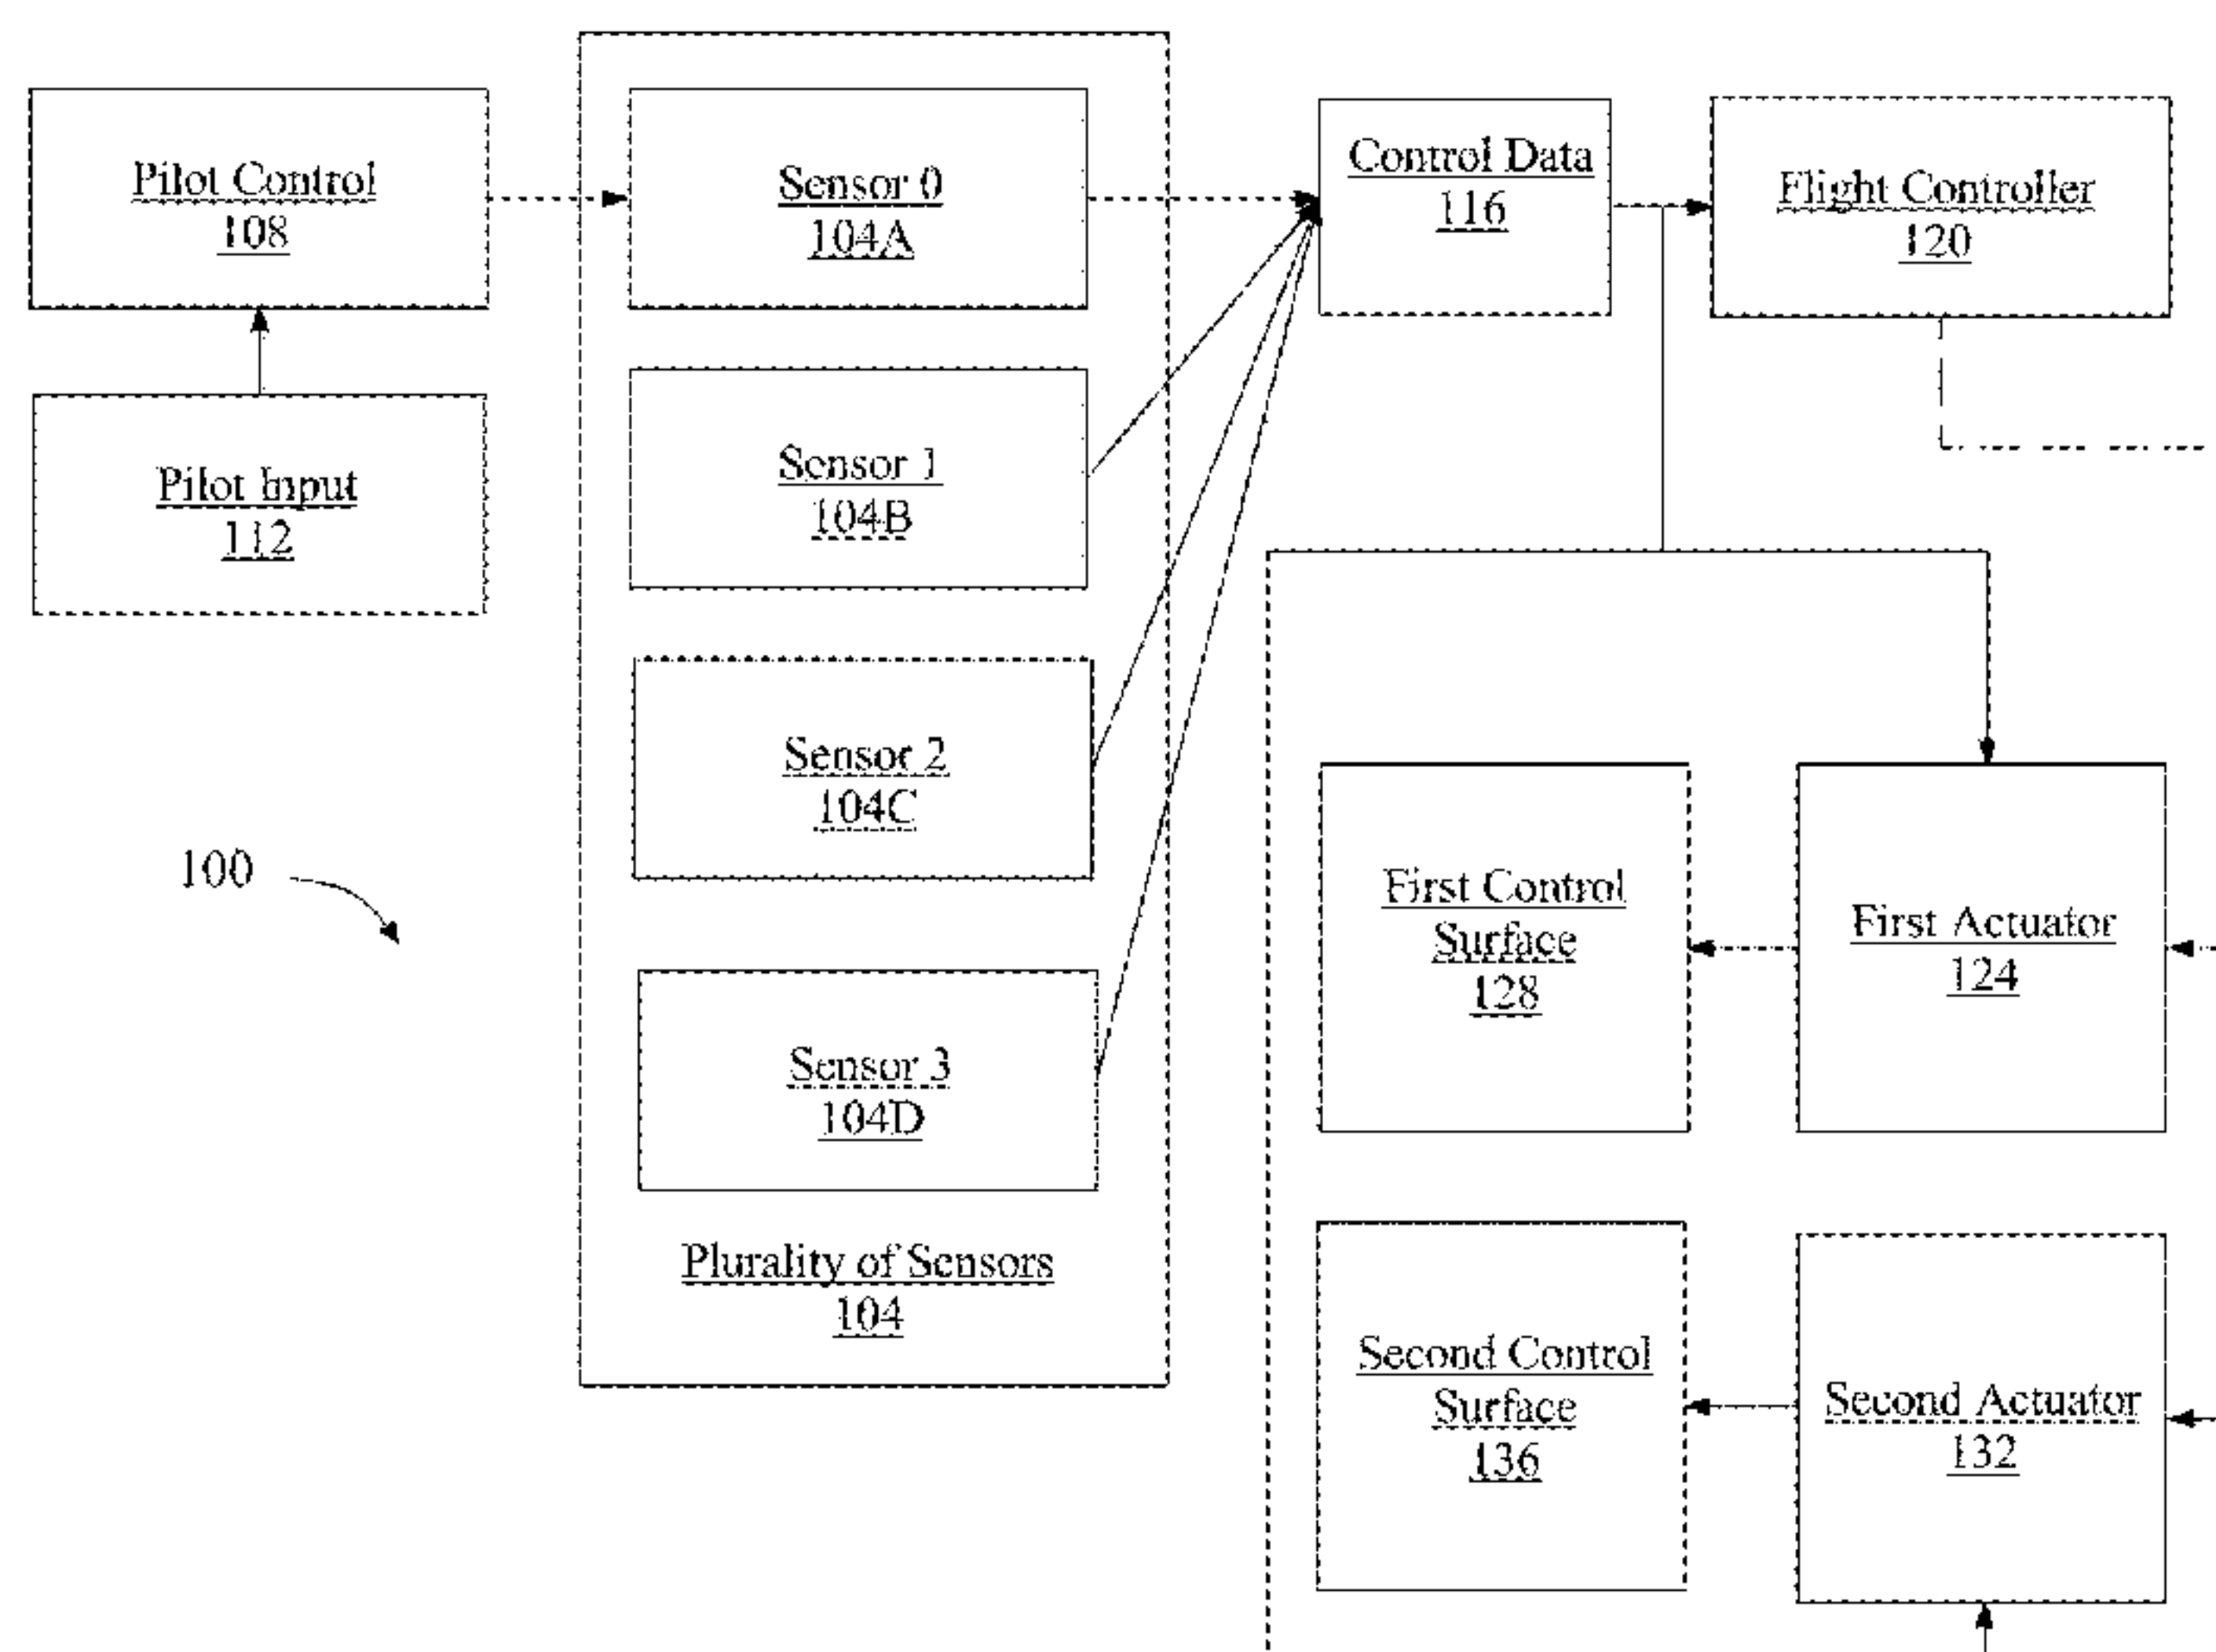 Pilot Control
108
Pilot Input
112
Sensor 0
104A
Sensor 1
104B
Sensor 2
104C
Sensor 3
104D
Plurality of Sensors
104
100
Control Data
116
Flight Controller
120
First Control
Surface
128
First Actuator
124
Second Control
Surface
136
Second Actuator
132